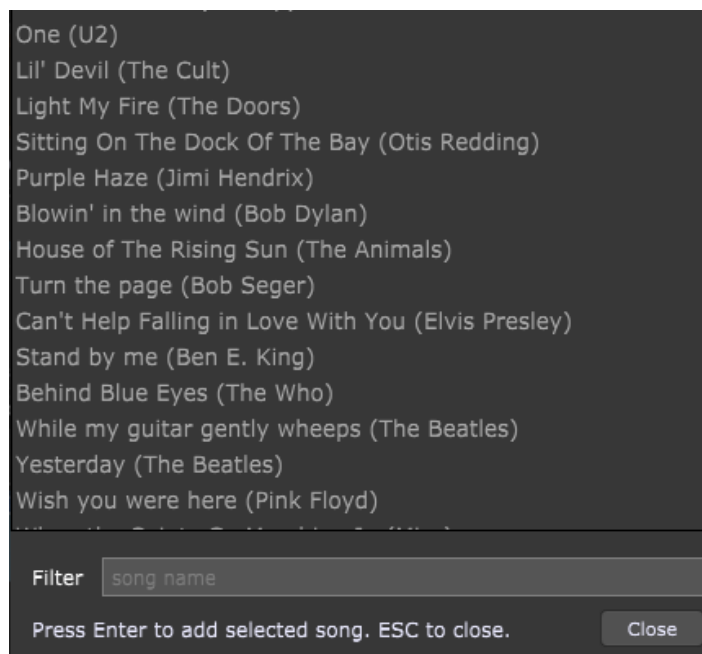 One (U2)
Lil' Devil (The Cult)
Light My Fire (The Doors)
Sitting On The Dock Of The Bay (Otis Redding)
Purple Haze (Jimi Hendrix)
Blowin' in the wind (Bob Dylan)
House of The Rising Sun (The Animals)
Turn the page (Bob Seger)
Can't Help Falling in Love With You (Elvis Presley)
Stand by me (Ben E. King)
Behind Blue Eyes (The Who)
While my guitar gently wheeps (The Beatles)
Yesterday (The Beatles)
Wish you were here (Pink Floyd)
Filter song name
Press Enter to add selected song. ESC to close. Close